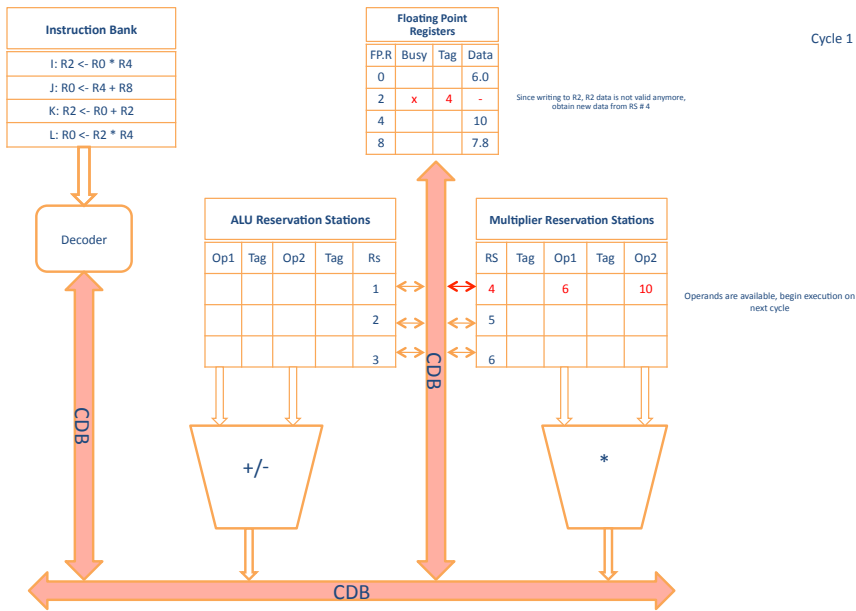 Instruction Bank
I: R2 <- R0 * R4
J: R0 <- R4 + R8
K: R2 <- R0 + R2
L: R0 <- R2 * R4
Floating Point
Registers
FP.R Busy Tag Data
0 6.0
2 x 4 -
4 10
8 7.8
Cycle 1
Since writing to R2, R2 data is not valid anymore,
obtain new data from RS # 4
Decoder
ALU Reservation Stations
Op1 Tag Op2 Tag Rs
1
2
3
Multiplier Reservation Stations
RS Tag Op1 Tag Op2
4 6 10
5
6
Operands are available, begin execution on
next cycle
CDB
CDB
+/-
*
CDB